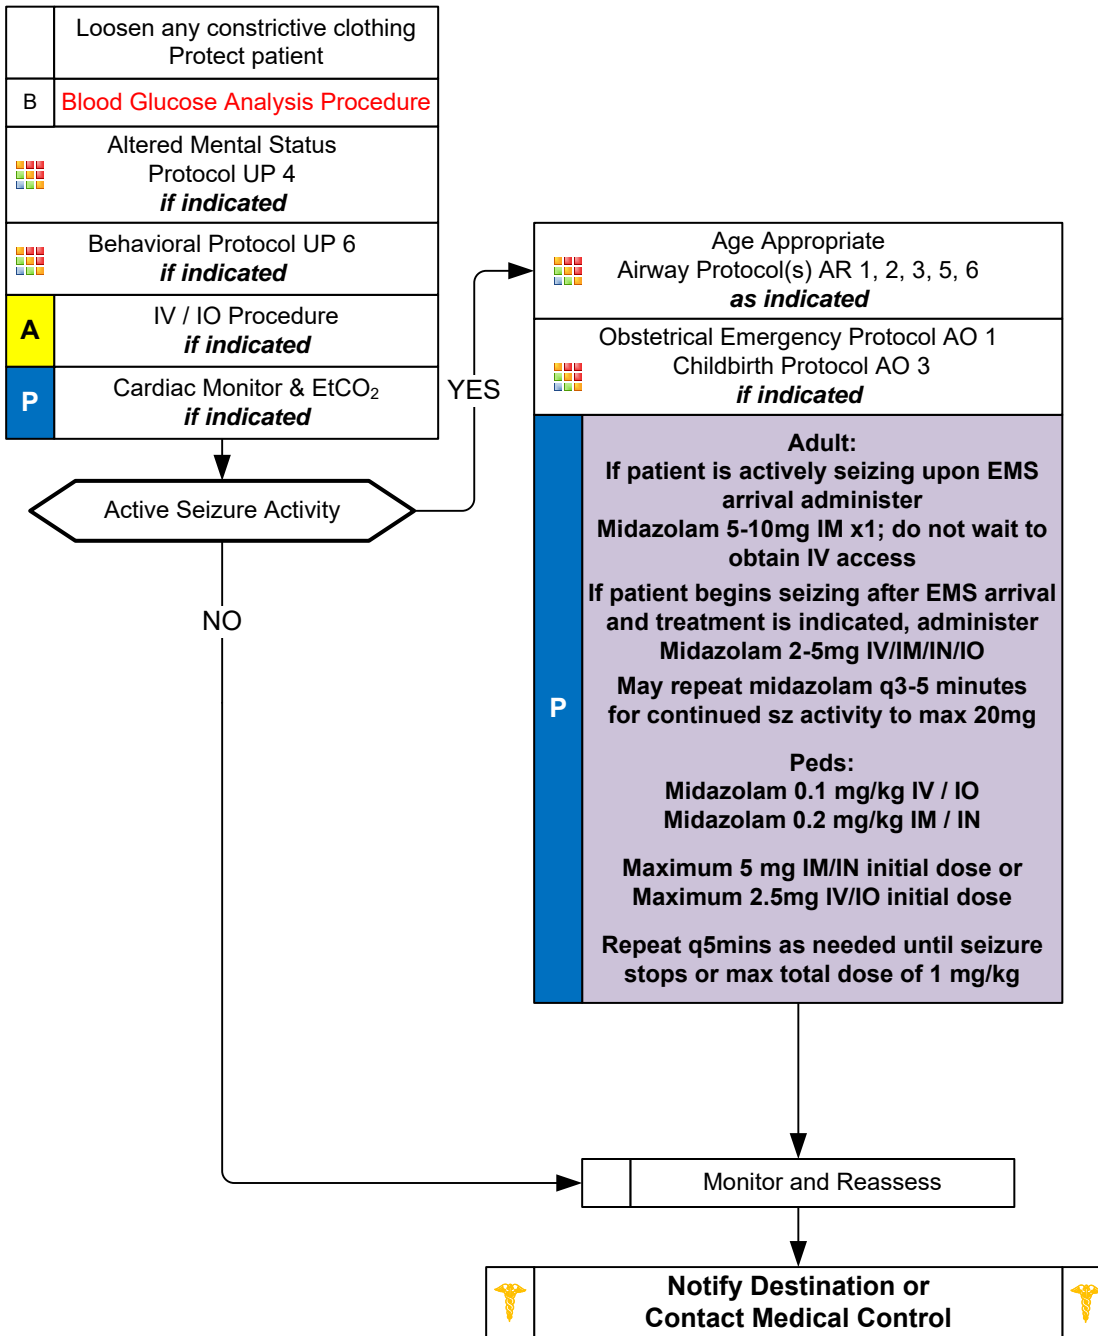 Loosen any constrictive clothing
Protect patient
B
Blood Glucose Analysis Procedure
Altered Mental Status
Protocol UP 4
if indicated
Behavioral Protocol UP 6
if indicated
A
IV / IO Procedure
if indicated
P
Cardiac Monitor & EtCO₂
if indicated
Active Seizure Activity
YES
NO
Age Appropriate
Airway Protocol(s) AR 1, 2, 3, 5, 6
as indicated
Obstetrical Emergency Protocol AO 1
Childbirth Protocol AO 3
if indicated
P
Adult:
If patient is actively seizing upon EMS
arrival administer
Midazolam 5-10mg IM x1; do not wait to
obtain IV access
If patient begins seizing after EMS arrival
and treatment is indicated, administer
Midazolam 2-5mg IV/IM/IN/IO
May repeat midazolam q3-5 minutes
for continued sz activity to max 20mg
Peds:
Midazolam 0.1 mg/kg IV / IO
Midazolam 0.2 mg/kg IM / IN
Maximum 5 mg IM/IN initial dose or
Maximum 2.5mg IV/IO initial dose
Repeat q5mins as needed until seizure
stops or max total dose of 1 mg/kg
Monitor and Reassess
Notify Destination or
Contact Medical Control